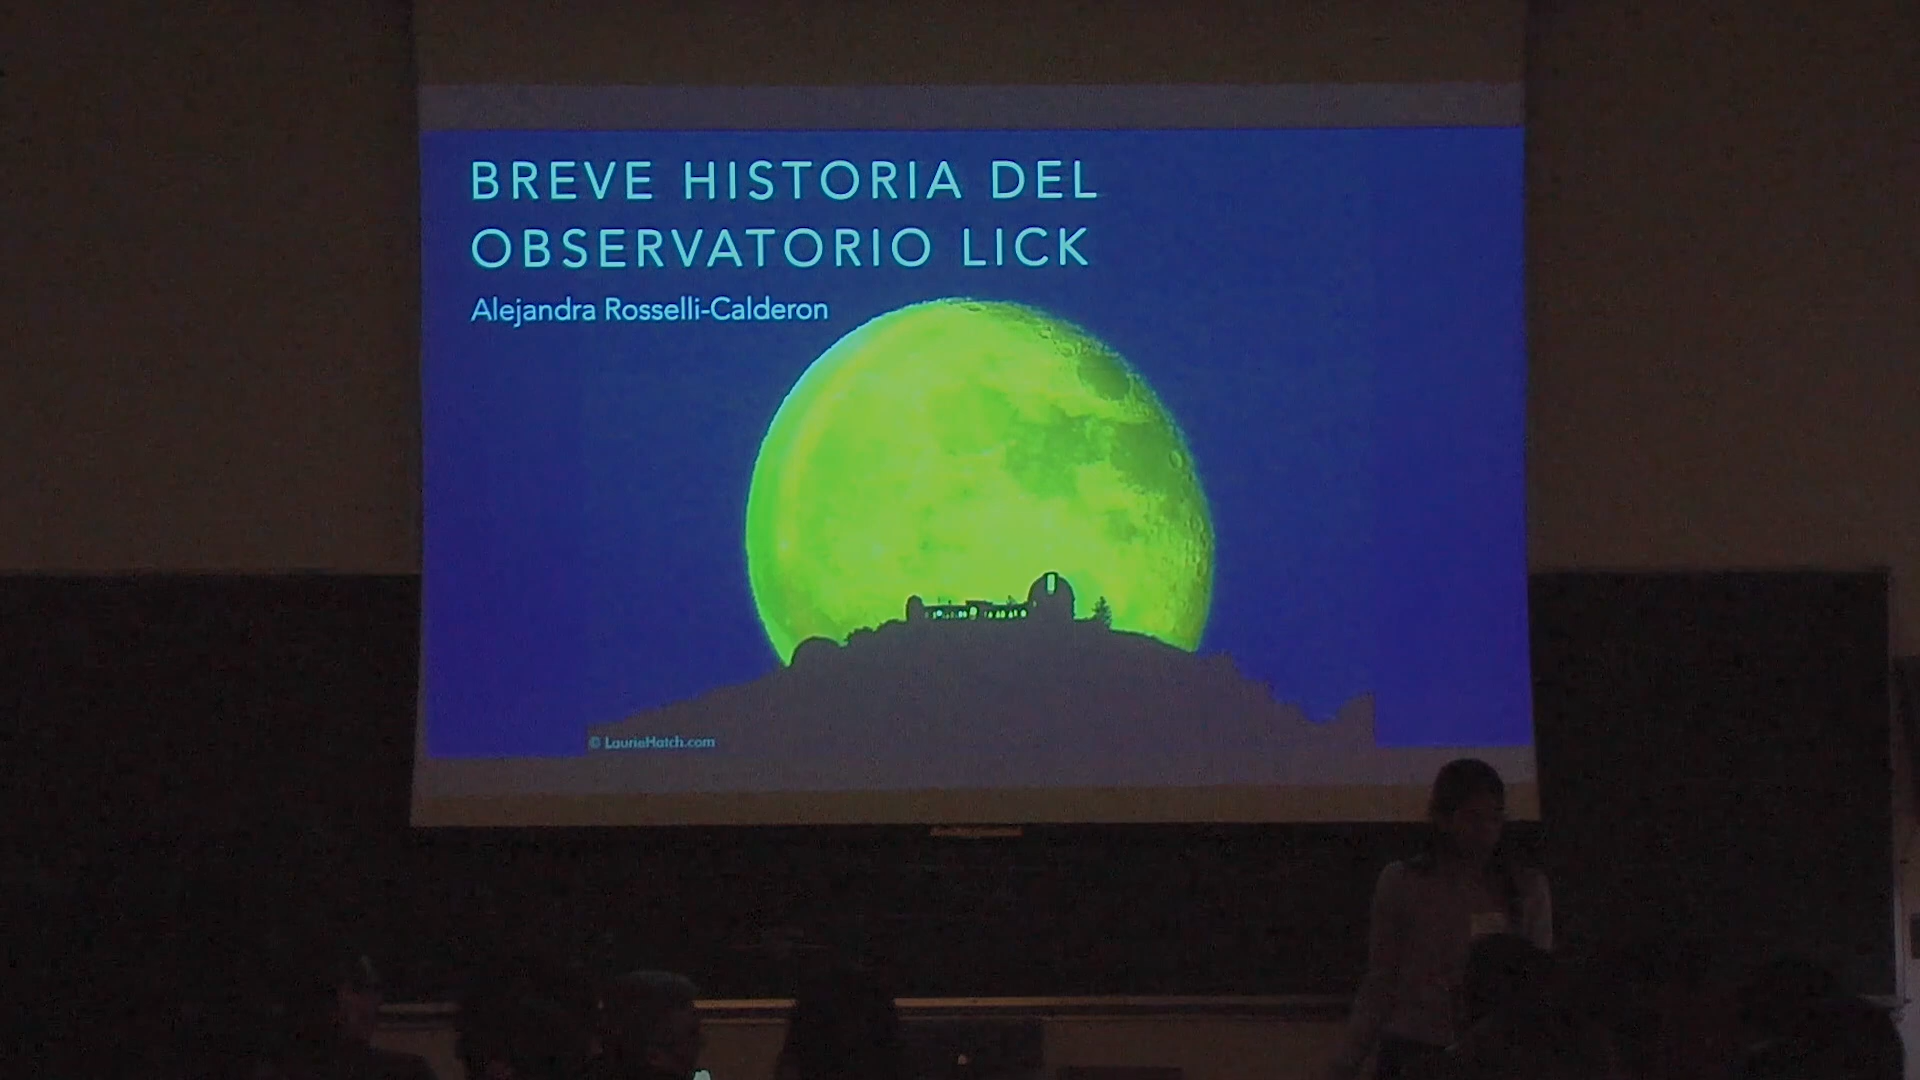 BREVE HISTORIA DEL
OBSERVATORIO LICK
Alejandra Rosselli-Calderon
© LaurieHatch.com